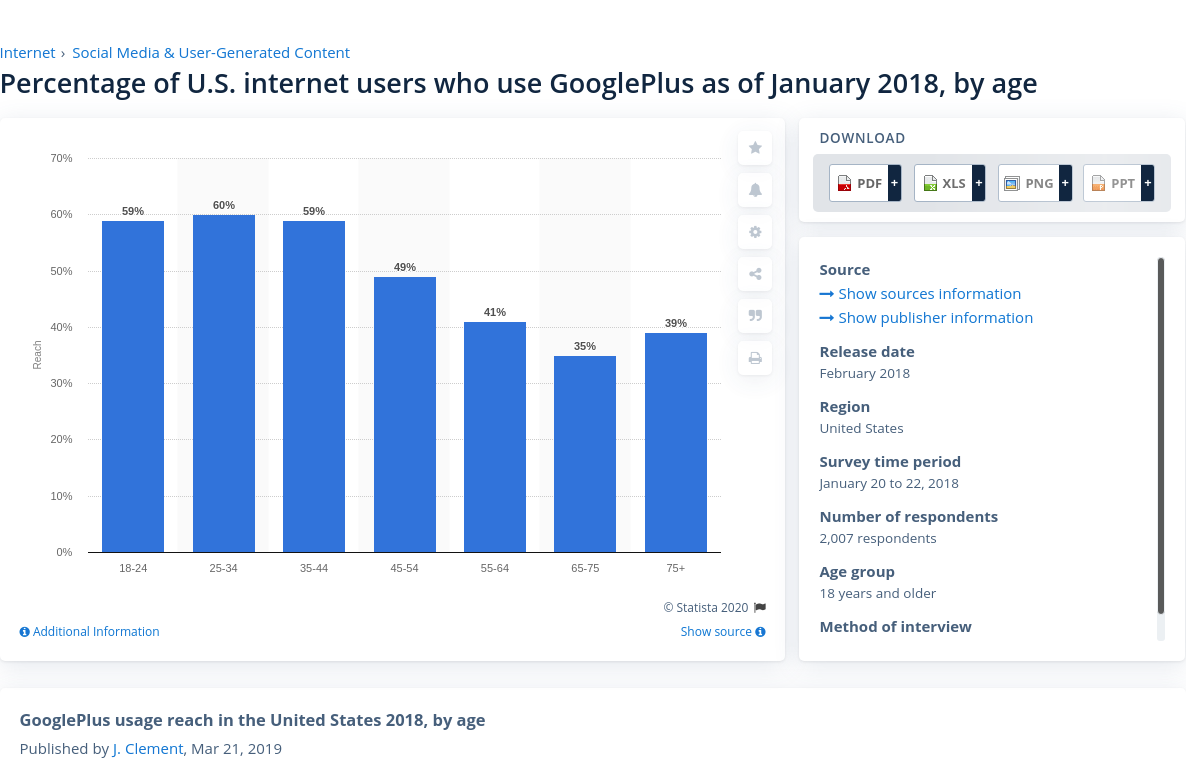 Internet › Social Media & User-Generated Content
Percentage of U.S. internet users who use GooglePlus as of January 2018, by age
70%
60%
50%
40%
30%
20%
10%
0%
Reach
59%
60%
59%
49%
41%
35%
39%
18-24
25-34
35-44
45-54
55-64
65-75
75+
© Statista 2020
Additional Information
Show source
DOWNLOAD
PDF +
XLS +
PNG +
PPT +
Source
Show sources information
Show publisher information
Release date
February 2018
Region
United States
Survey time period
January 20 to 22, 2018
Number of respondents
2,007 respondents
Age group
18 years and older
Method of interview
GooglePlus usage reach in the United States 2018, by age
Published by J. Clement, Mar 21, 2019